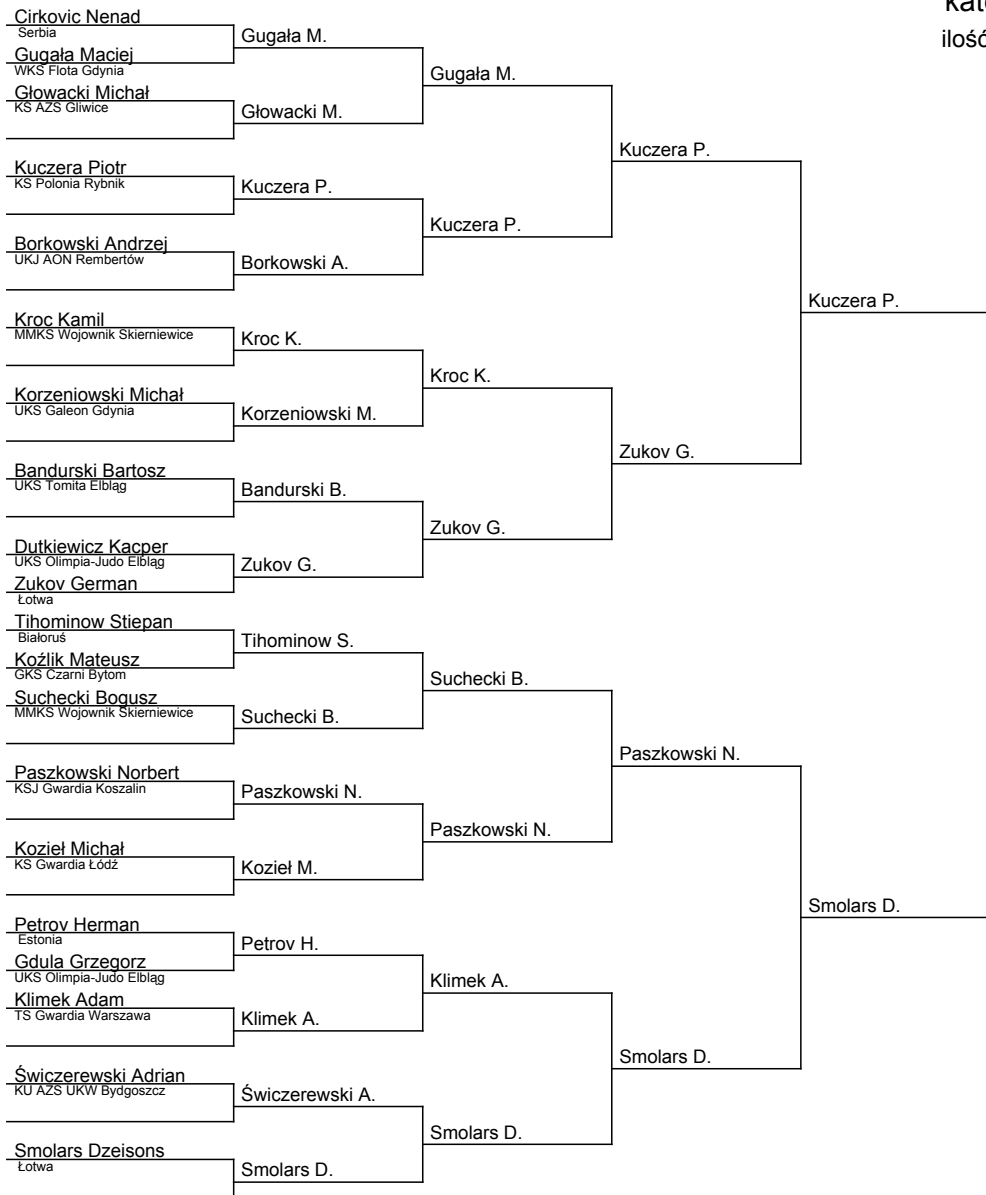 kate
ilość
Cirkovic Nenad
Serbia
Gugała Maciej
WKS Flota Gdynia
Głowacki Michał
KS AZS Gliwice
Kuczera Piotr
KS Polonia Rybnik
Borkowski Andrzej
UKJ AON Rembertów
Kroc Kamil
MMKS Wojownik Skierniewice
Korzeniowski Michał
UKS Galeon Gdynia
Bandurski Bartosz
UKS Tomita Elbląg
Dutkiewicz Kacper
UKS Olimpia-Judo Elbląg
Zukov German
Łotwa
Tihominow Stiepan
Białoruś
Koźlik Mateusz
GKS Czarni Bytom
Suchecki Bogusz
MMKS Wojownik Skierniewice
Paszkowski Norbert
KSJ Gwardia Koszalin
Kozieł Michał
KS Gwardia Łódź
Petrov Herman
Estonia
Gdula Grzegorz
UKS Olimpia-Judo Elbląg
Klimek Adam
TS Gwardia Warszawa
Świczerewski Adrian
KU AZS UKW Bydgoszcz
Smolars Dzeisons
Łotwa
Gugała M.
Głowacki M.
Kuczera P.
Borkowski A.
Kroc K.
Korzeniowski M.
Bandurski B.
Zukov G.
Tihominow S.
Suchecki B.
Paszkowski N.
Kozieł M.
Petrov H.
Klimek A.
Świczerewski A.
Smolars D.
Gugała M.
Kuczera P.
Kroc K.
Zukov G.
Suchecki B.
Paszkowski N.
Klimek A.
Smolars D.
Kuczera P.
Zukov G.
Paszkowski N.
Smolars D.
Kuczera P.
Smolars D.